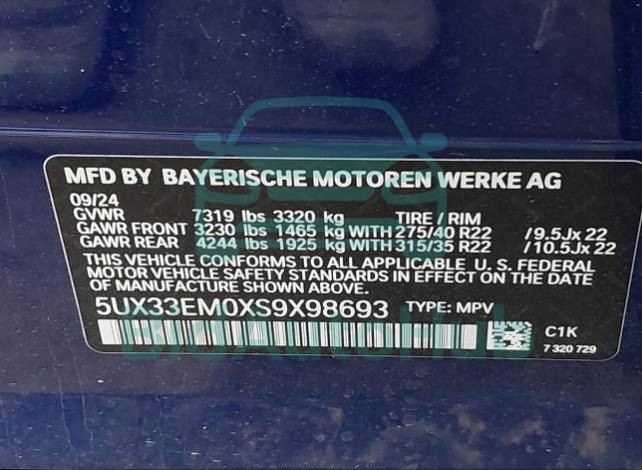 MFD BY BAYERISCHE MOTOREN WERKE AG
09/24
GVWR 7319 lbs 3320 kg TIRE / RIM
GAWR FRONT 3230 lbs 1465 kg WITH 275/40 R22 /9.5Jx 22
GAWR REAR 4244 lbs 1925 kg WITH 315/35 R22 /10.5Jx 22
THIS VEHICLE CONFORMS TO ALL APPLICABLE U. S. FEDERAL
MOTOR VEHICLE SAFETY STANDARDS IN EFFECT ON THE DATE
OF MANUFACTURE SHOWN ABOVE.
5UX33EM0XS9X98693 TYPE: MPV
C1K
7 320 729